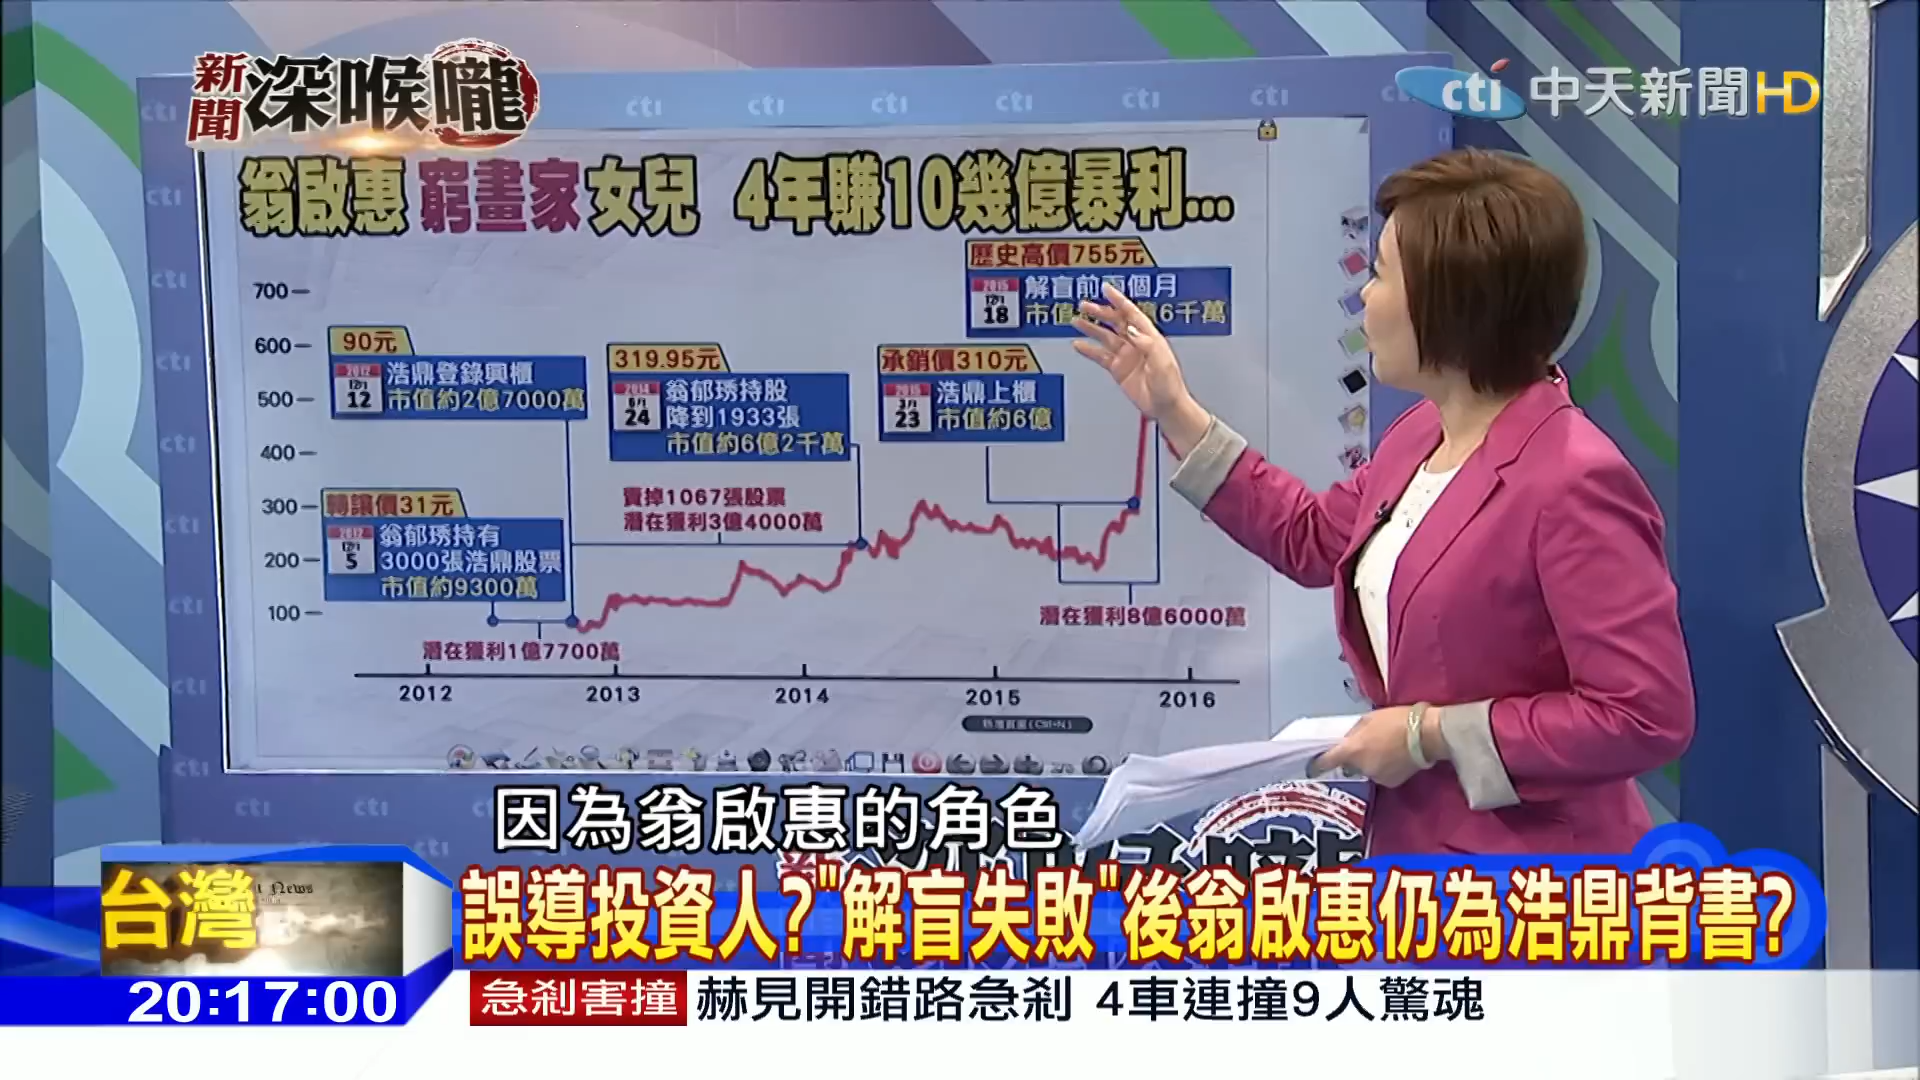 新聞深喉嚨
cti 中天新聞HD
翁啟惠 窮畫家 女兒 4年賺10幾億暴利...
700
600
500
400
300
200
100
90元
2012
12月
12
浩鼎登錄興櫃
市值約2億7000萬
319.95元
2014
24
翁郁琇持股
降到1933張
市值約6億2千萬
承銷價310元
2015
3月
23
浩鼎上櫃
市值約6億
歷史高價755元
2015
12月
18
解盲前兩個月
市值 億6千萬
轉讓價31元
2012
12月
5
翁郁琇持有
3000張浩鼎股票
市值約9300萬
賣掉1067張股票
潛在獲利3億4000萬
潛在獲利1億7700萬
潛在獲利8億6000萬
2012 2013 2014 2015 2016
因為翁啟惠的角色
台灣
誤導投資人?"解盲失敗"後翁啟惠仍為浩鼎背書?
20:17:00
急剎害撞 赫見開錯路急剎 4車連撞9人驚魂